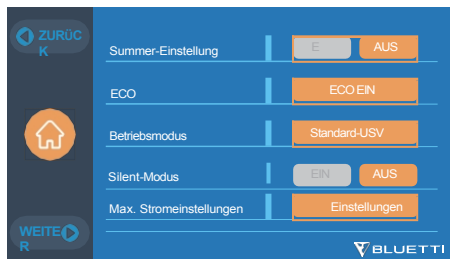 ZURÜC
K
Summer-Einstellung E AUS
ECO ECO EIN
Betriebsmodus Standard-USV
Silent-Modus EIN AUS
Max. Stromeinstellungen Einstellungen
WEITE
R
BLUETTI